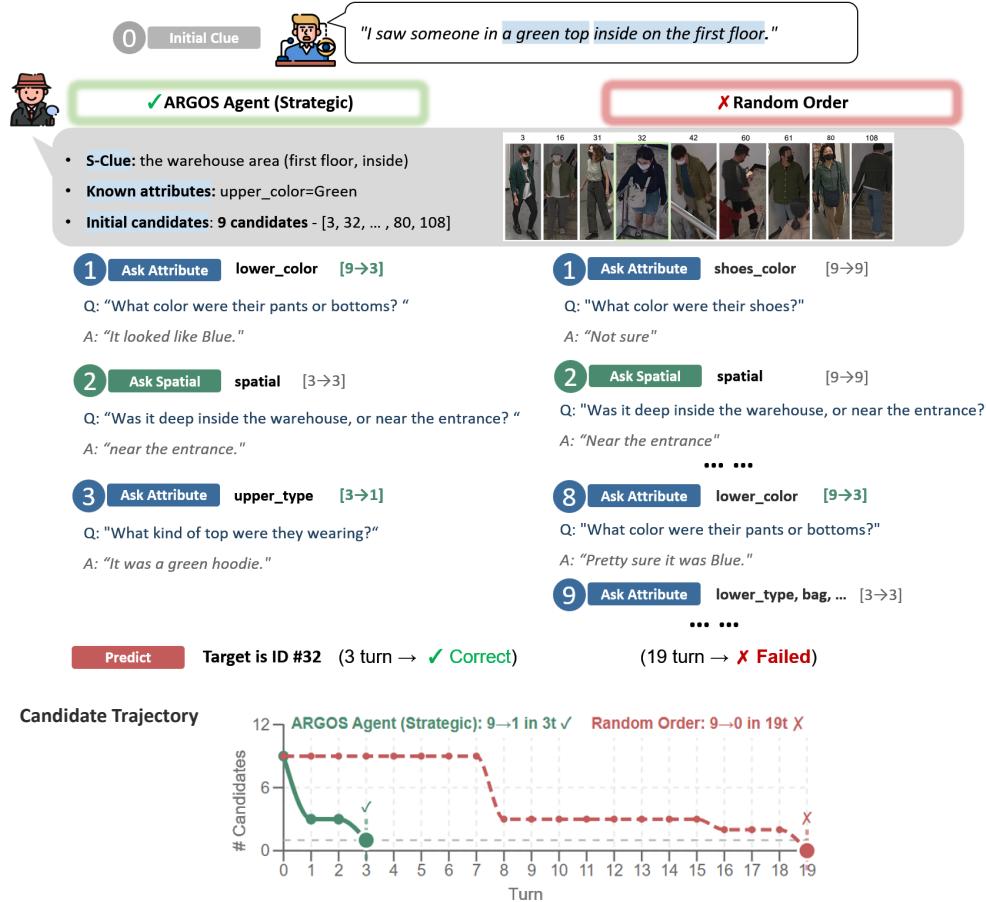 0 Initial Clue
"I saw someone in a green top inside on the first floor."
✓ARGOS Agent (Strategic)
✗Random Order
• S-Clue: the warehouse area (first floor, inside)
• Known attributes: upper_color=Green
• Initial candidates: 9 candidates - [3, 32, … , 80, 108]
3 16 31 32 42 60 61 80 108
1 Ask Attribute lower_color [9→3]
Q: “What color were their pants or bottoms? “
A: “It looked like Blue."
2 Ask Spatial spatial [3→3]
Q: “Was it deep inside the warehouse, or near the entrance? “
A: “near the entrance."
3 Ask Attribute upper_type [3→1]
Q: "What kind of top were they wearing?“
A: “It was a green hoodie."
1 Ask Attribute shoes_color [9→9]
Q: "What color were their shoes?"
A: “Not sure"
2 Ask Spatial spatial [9→9]
Q: "Was it deep inside the warehouse, or near the entrance?
A: “Near the entrance"
... ...
8 Ask Attribute lower_color [9→3]
Q: "What color were their pants or bottoms?"
A: “Pretty sure it was Blue."
9 Ask Attribute lower_type, bag, … [3→3]
... ...
Predict Target is ID #32 (3 turn → ✓ Correct)
(19 turn → ✗ Failed)
Candidate Trajectory
ARGOS Agent (Strategic): 9→1 in 3t ✓
Random Order: 9→0 in 19t ✗
# Candidates
12
6
0
✓
✗
0 1 2 3 4 5 6 7 8 9 10 11 12 13 14 15 16 17 18 19
Turn